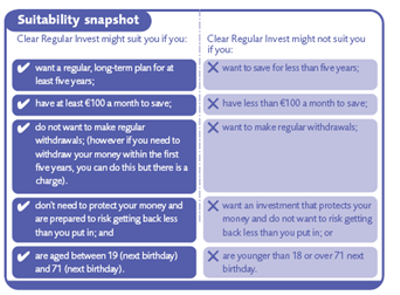 Suitability snapshot
Clear Regular Invest might suit you if you:
want a regular, long-term plan for at
least five years;
have at least €100 a month to save;
do not want to make regular
withdrawals; (however if you need to
withdraw your money within the first
five years, you can do this but there is a
charge).
don't need to protect your money and
are prepared to risk getting back less
than you put in; and
are aged between 19 (next birthday)
and 71 (next birthday).
Clear Regular Invest might not suit you
if you:
want to save for less than five years;
have less than €100 a month to save;
want to make regular withdrawals;
want an investment that protects your
money and do not want to risk getting
back less than you put in; or
are younger than 18 or over 71 next
birthday.